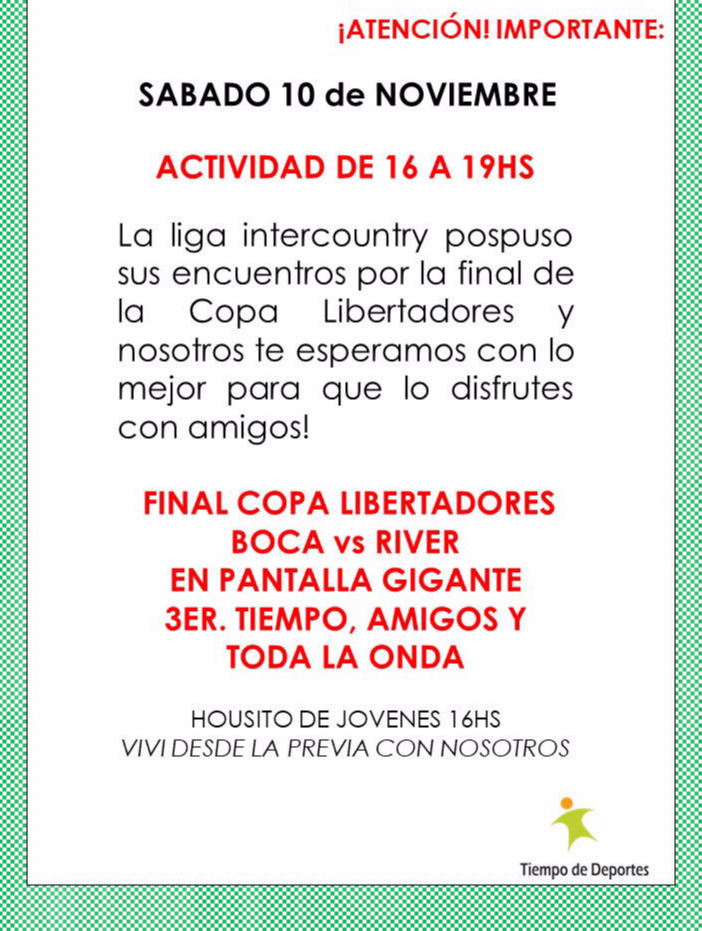 ¡ATENCIÓN! IMPORTANTE:
SABADO 10 de NOVIEMBRE
ACTIVIDAD DE 16 A 19HS
La liga intercountry pospuso
sus encuentros por la final de
la Copa Libertadores y
nosotros te esperamos con lo
mejor para que lo disfrutes
con amigos!
FINAL COPA LIBERTADORES
BOCA vs RIVER
EN PANTALLA GIGANTE
3ER. TIEMPO, AMIGOS Y
TODA LA ONDA
HOUSITO DE JOVENES 16HS
VIVI DESDE LA PREVIA CON NOSOTROS
Tiempo de Deportes